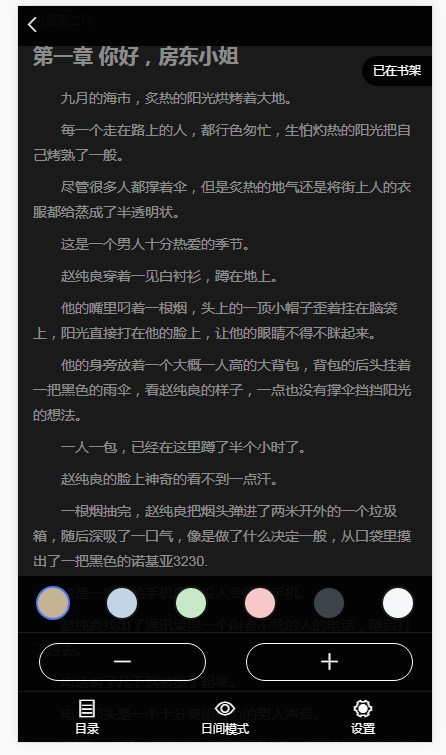 第一章 你好，房东小姐
已在书架
九月的海市，炙热的阳光烘烤着大地。
每一个走在路上的人，都行色匆忙，生怕灼热的阳光把自
己烤熟了一般。
尽管很多人都撑着伞，但是炙热的地气还是将街上人的衣
服都给蒸成了半透明状。
这是一个男人十分热爱的季节。
赵纯良穿着一见白衬衫，蹲在地上。
他的嘴里叼着一根烟，头上的一顶小帽子歪着挂在脑袋
上，阳光直接打在他的脸上，让他的眼睛不得不眯起来。
他的身旁放着一个大概一人高的大背包，背包的后头挂着
一把黑色的雨伞，看赵纯良的样子，一点也没有撑伞挡挡阳光
的想法。
一人一包，已经在这里蹲了半个小时了。
赵纯良的脸上神奇的看不到一点汗。
一根烟抽完，赵纯良把烟头弹进了两米开外的一个垃圾
箱，随后深吸了一口气，像是做了什么决定一般，从口袋里摸
出了一把黑色的诺基亚3230.
目录
日间模式
设置